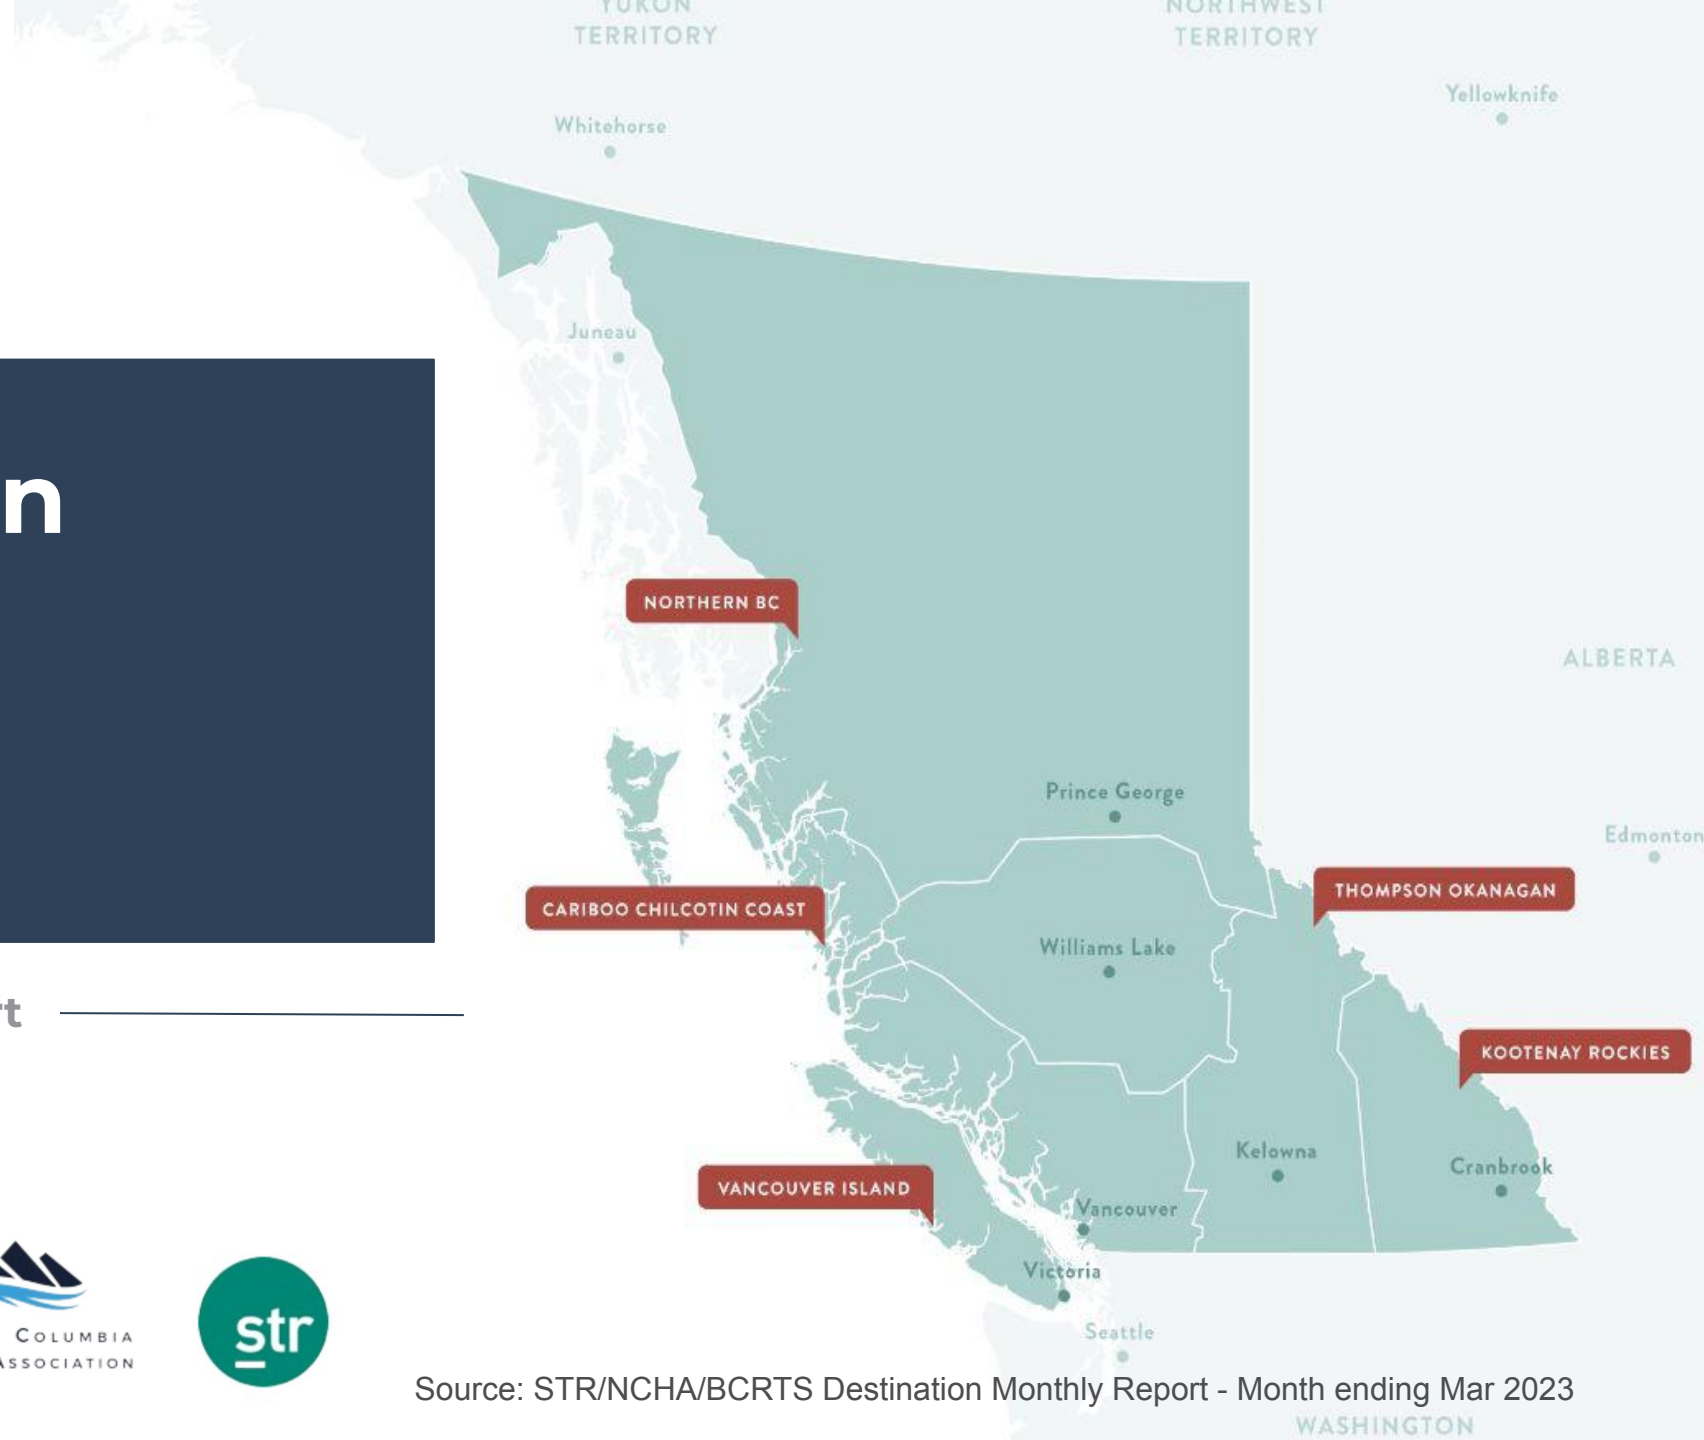 YUKON
TERRITORY
NORTHWEST
TERRITORY
Yellowknife
Whitehorse
Juneau
n
NORTHERN BC
ALBERTA
Prince George
Edmonton
THOMPSON OKANAGAN
CARIBOO CHILCOTIN COAST
Williams Lake
rt
KOOTENAY ROCKIES
Kelowna
Cranbrook
VANCOUVER ISLAND
Vancouver
Victoria
COLUMBIA
ASSOCIATION
str
Seattle
Source: STR/NCHA/BCRTS Destination Monthly Report - Month ending Mar 2023
WASHINGTON